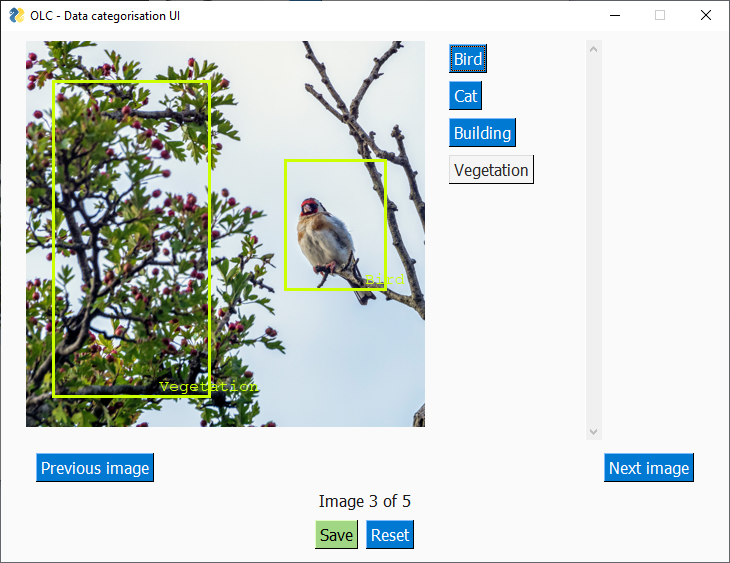 OLC - Data categorisation UI
Bird
Cat
Building
Vegetation
Bird
Vegetation
Previous image
Next image
Image 3 of 5
Save
Reset